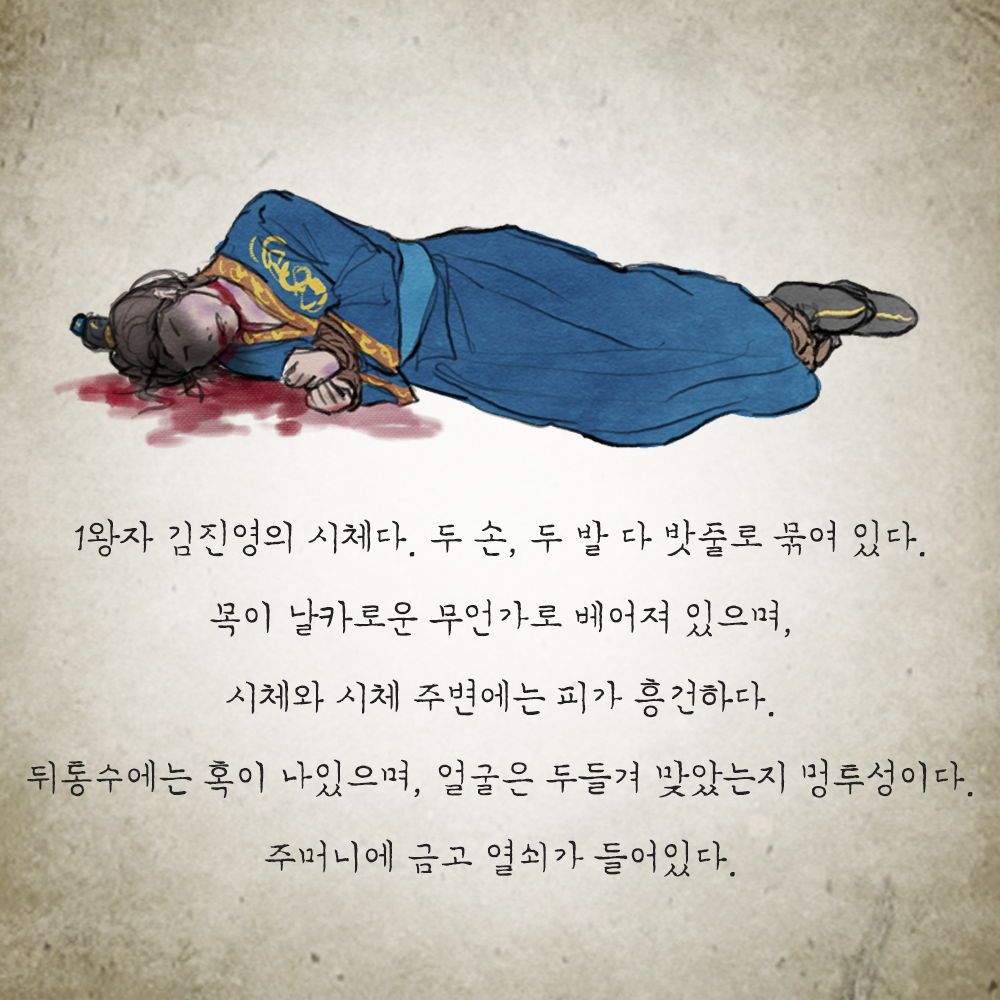 1왕자 김진영의 시체다. 두 손, 두 발 다 밧줄로 묶여 있다.
목이 날카로운 무언가로 베어져 있으며,
시체와 시체 주변에는 피가 흥건하다.
뒤통수에는 혹이 나있으며, 얼굴은 두들겨 맞았는지 멍투성이다.
주머니에 금고 열쇠가 들어있다.